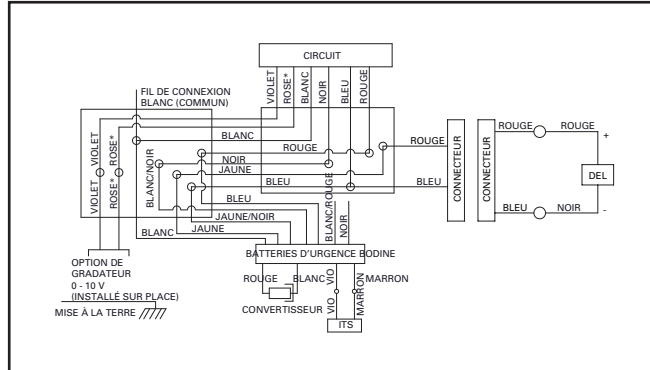 CIRCUIT
VIOLET
ROSE*
BLANC
NOIR
BLEU
ROUGE
FIL DE CONNEXION
BLANC (COMMUN)
BLANC
ROUGE
NOIR
JAUNE
BLEU
VIOLET
ROSE*
VIOLET
ROSE*
BLANC/NOIR
BLEU
JAUNE/NOIR
JAUNE
BLANC
BLANC/ROUGE
NOIR
ROUGE
BLEU
CONNECTEUR
CONNECTEUR
ROUGE
ROUGE
+
DEL
BLEU
NOIR
-
BATTERIES D'URGENCE BODINE
ROUGE
BLANC
VIO
MARRON
VIO
MARRON
CONVERTISSEUR
ITS
OPTION DE
GRADATEUR
0 - 10 V
(INSTALLÉ SUR PLACE)
MISE À LA TERRE